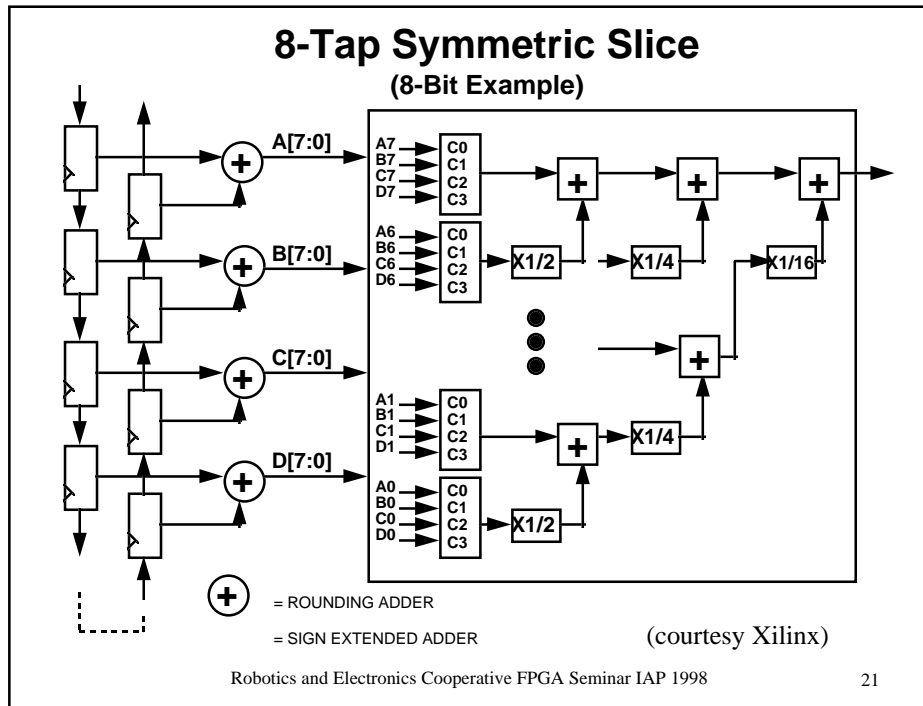 8-Tap Symmetric Slice
(8-Bit Example)
A[7:0]
B[7:0]
C[7:0]
D[7:0]
A7
B7
C7
D7
C0
C1
C2
C3
+
+
+
+
A6
B6
C6
D6
C0
C1
C2
C3
X1/2
X1/4
X1/16
+
+
+
+
A1
B1
C1
D1
C0
C1
C2
C3
+
X1/4
A0
B0
C0
D0
C0
C1
C2
C3
X1/2
+ = ROUNDING ADDER
= SIGN EXTENDED ADDER
(courtesy Xilinx)
Robotics and Electronics Cooperative FPGA Seminar IAP 1998 21